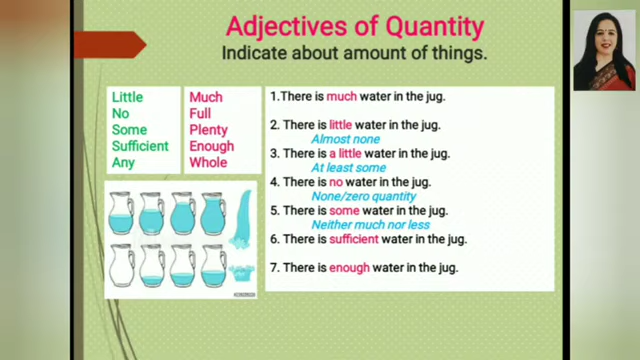 Adjectives of Quantity
Indicate about amount of things.
Little
No
Some
Sufficient
Any
Much
Full
Plenty
Enough
Whole
1.There is much water in the jug.
2. There is little water in the jug.
Almost none
3. There is a little water in the jug.
At least some
4. There is no water in the jug.
None/zero quantity
5. There is some water in the jug.
Neither much nor less
6. There is sufficient water in the jug.
7. There is enough water in the jug.